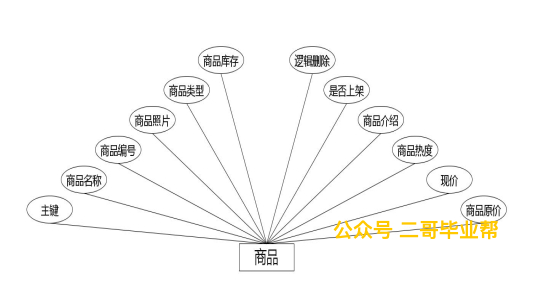 商品库存
逻辑删除
商品类型
是否上架
商品照片
商品介绍
商品编号
商品热度
商品名称
现价
主键
商品原价
公众号 二哥毕业帮
商品